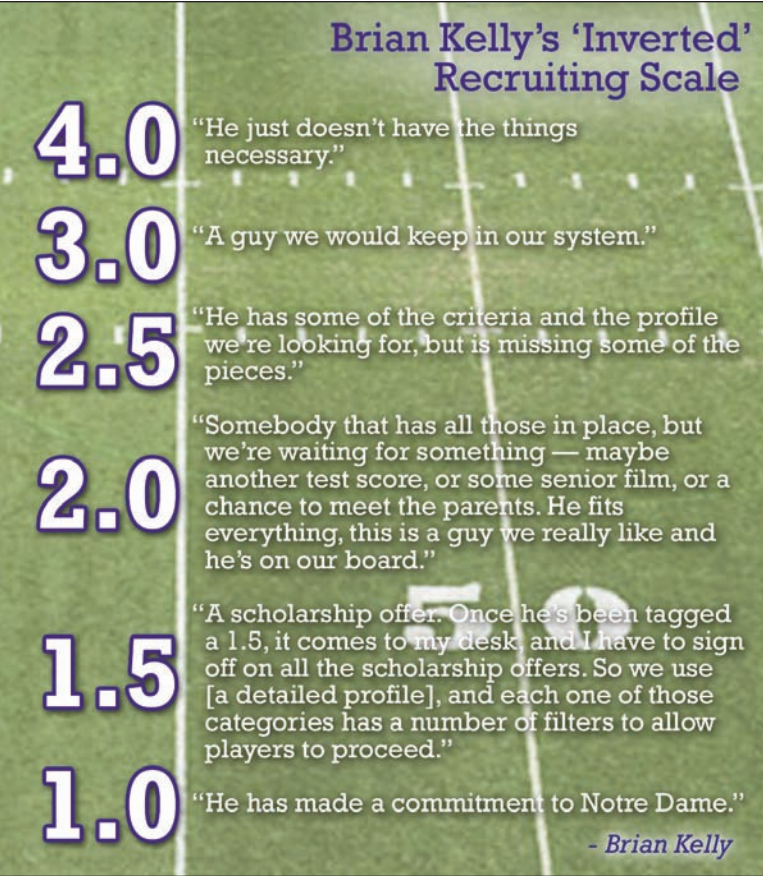 Brian Kelly's 'Inverted'
Recruiting Scale
4.0
“He just doesn't have the things
necessary.”
3.0
“A guy we would keep in our system.”
2.5
“He has some of the criteria and the profile
we're looking for, but is missing some of the
pieces.”
2.0
“Somebody that has all those in place, but
we're waiting for something — maybe
another test score, or some senior film, or a
chance to meet the parents. He fits
everything, this is a guy we really like and
he's on our board.”
1.5
“A scholarship offer. Once he's been tagged
a 1.5, it comes to my desk, and I have to sign
off on all the scholarship offers. So we use
[a detailed profile], and each one of those
categories has a number of filters to allow
players to proceed.”
50
1.0
“He has made a commitment to Notre Dame.”
- Brian Kelly